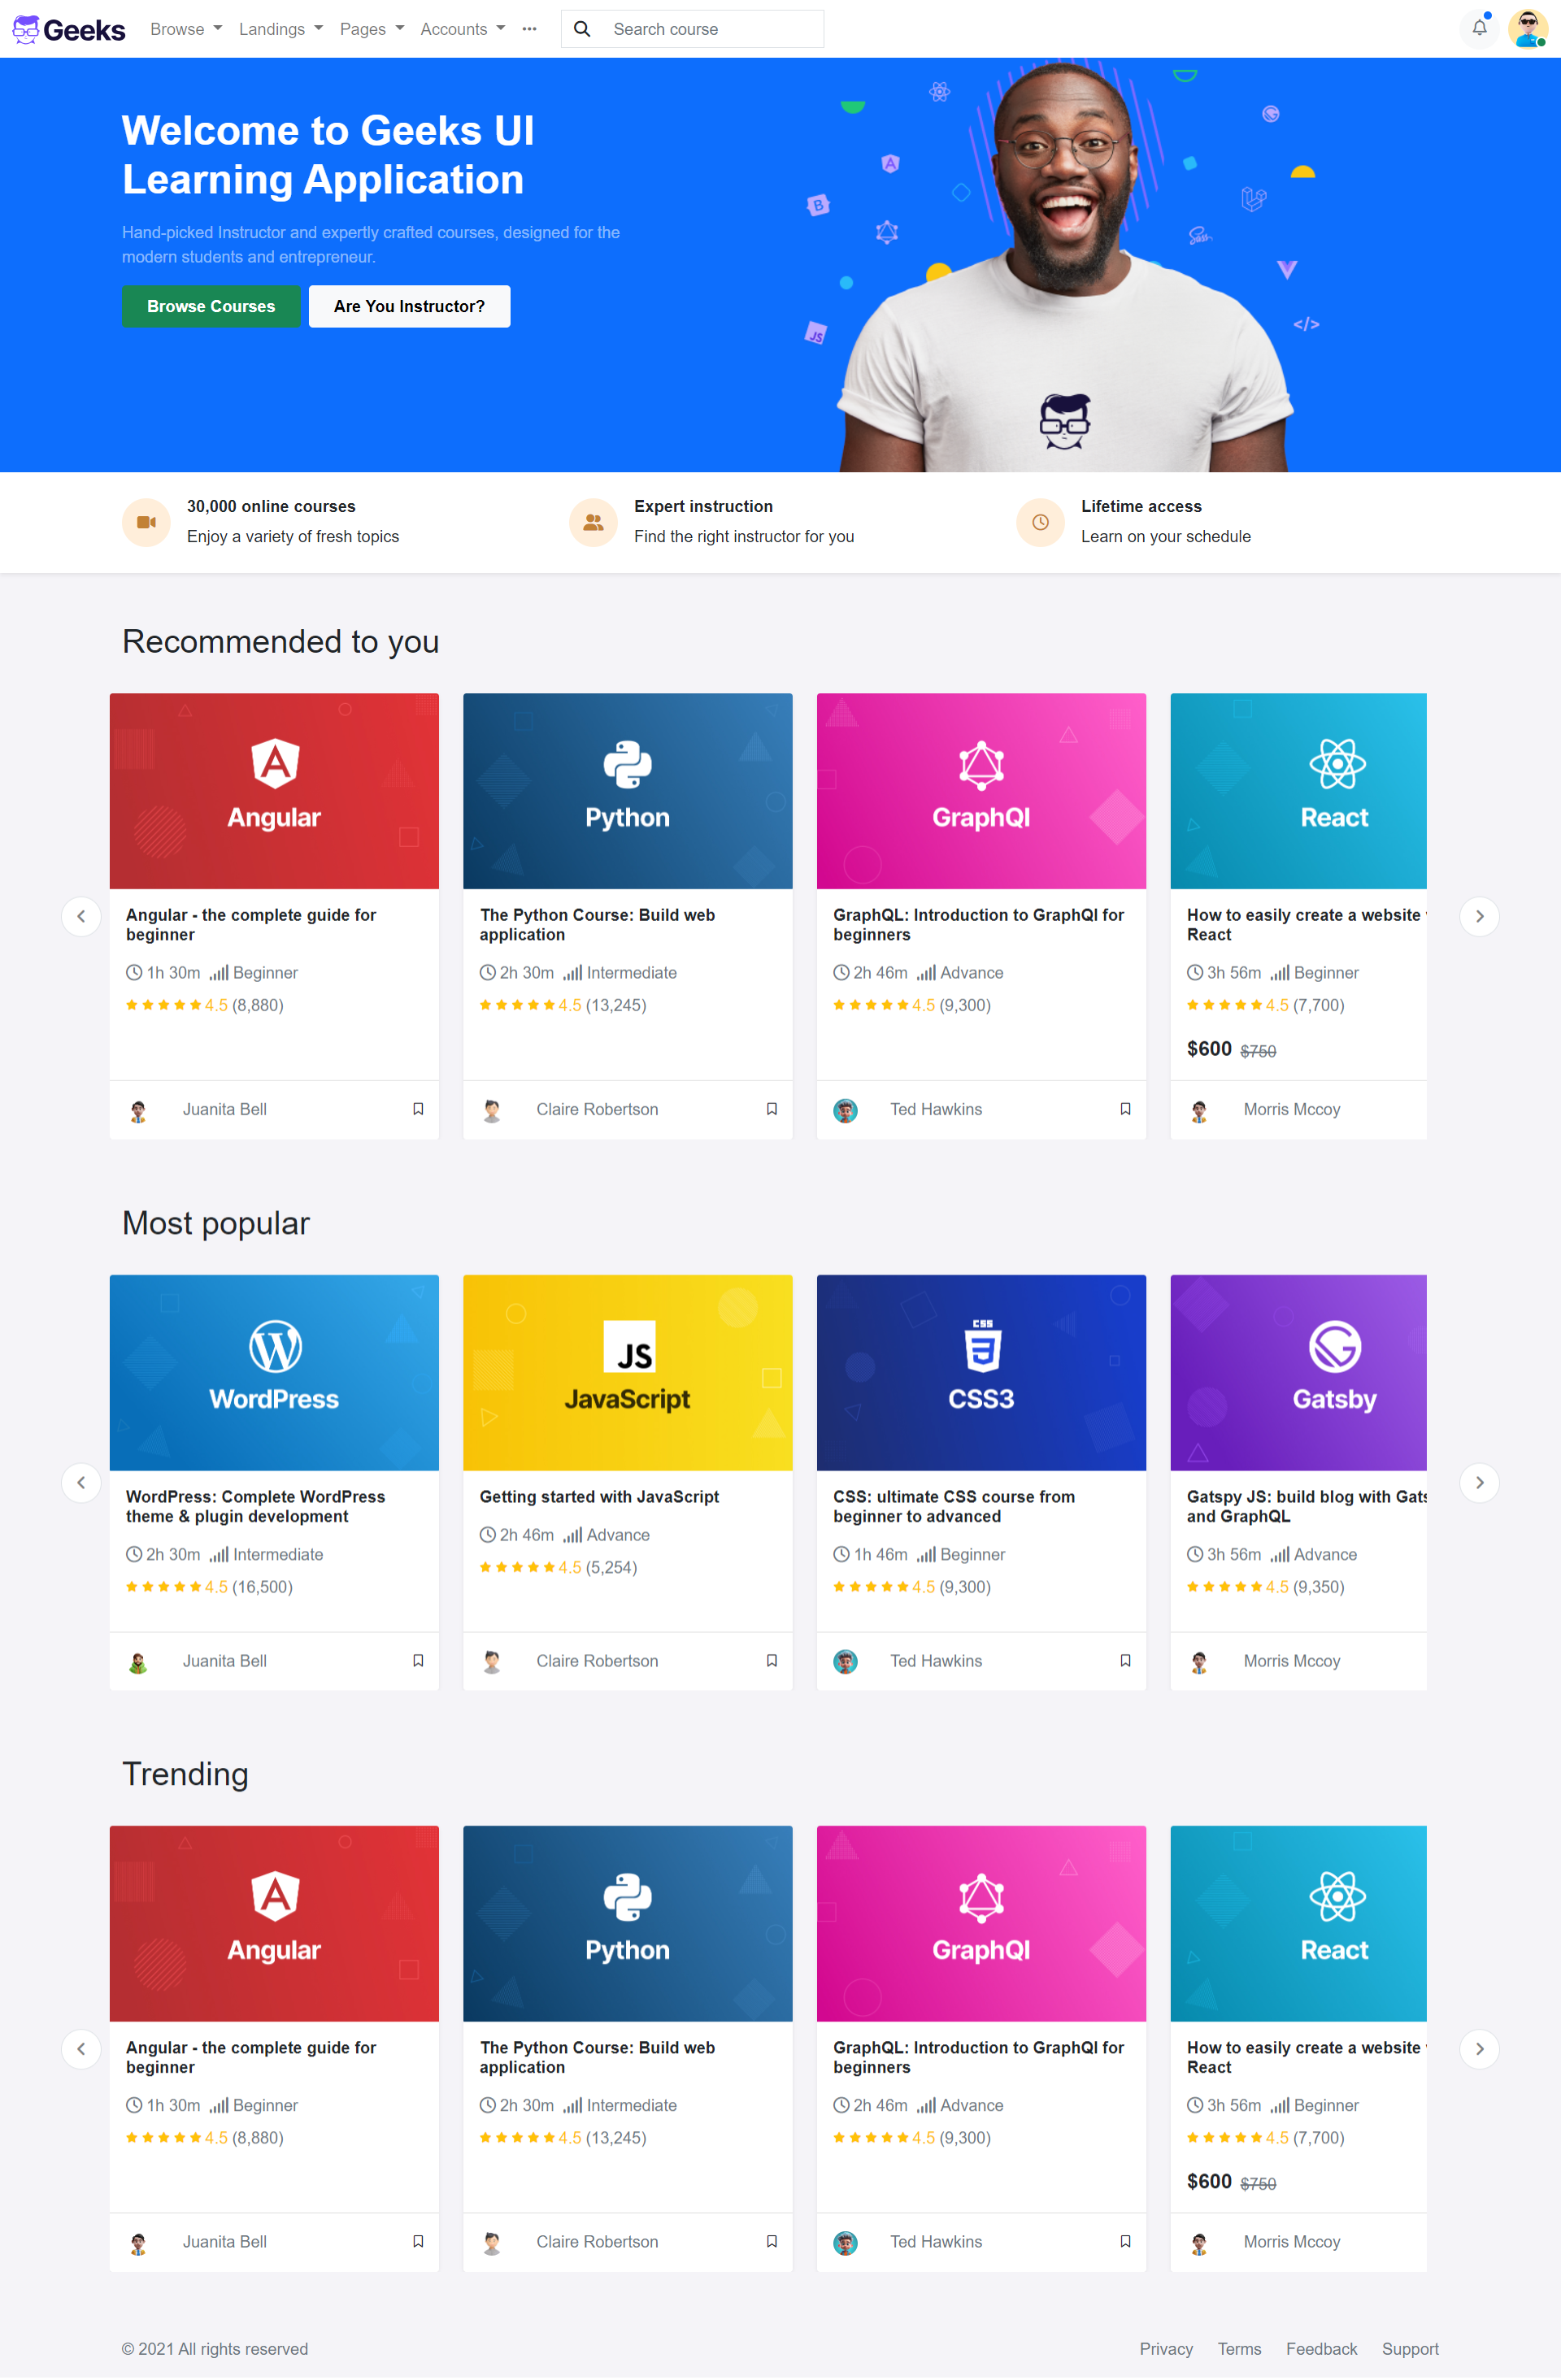 Geeks
Browse Landings Pages Accounts ••• Search course
Welcome to Geeks UI
Learning Application
Hand-picked Instructor and expertly crafted courses, designed for the
modern students and entrepreneur.
Browse Courses Are You Instructor?
B
JS
Sass
</>
30,000 online courses
Enjoy a variety of fresh topics
Expert instruction
Find the right instructor for you
Lifetime access
Learn on your schedule
Recommended to you
Angular
Angular - the complete guide for
beginner
1h 30m Beginner
4.5 (8,880)
Juanita Bell
Python
The Python Course: Build web
application
2h 30m Intermediate
4.5 (13,245)
Claire Robertson
GraphQl
GraphQL: Introduction to GraphQl for
beginners
2h 46m Advance
4.5 (9,300)
Ted Hawkins
React
How to easily create a website
React
3h 56m Beginner
4.5 (7,700)
$600 $750
Morris Mccoy
Most popular
WordPress
WordPress: Complete WordPress
theme & plugin development
2h 30m Intermediate
4.5 (16,500)
Juanita Bell
JS
JavaScript
Getting started with JavaScript
2h 46m Advance
4.5 (5,254)
Claire Robertson
CSS
CSS3
CSS: ultimate CSS course from
beginner to advanced
1h 46m Beginner
4.5 (9,300)
Ted Hawkins
Gatsby
Gatspy JS: build blog with Gats
and GraphQL
3h 56m Advance
4.5 (9,350)
Morris Mccoy
Trending
Angular
Angular - the complete guide for
beginner
1h 30m Beginner
4.5 (8,880)
Juanita Bell
Python
The Python Course: Build web
application
2h 30m Intermediate
4.5 (13,245)
Claire Robertson
GraphQl
GraphQL: Introduction to GraphQl for
beginners
2h 46m Advance
4.5 (9,300)
Ted Hawkins
React
How to easily create a website
React
3h 56m Beginner
4.5 (7,700)
$600 $750
Morris Mccoy
© 2021 All rights reserved
Privacy Terms Feedback Support